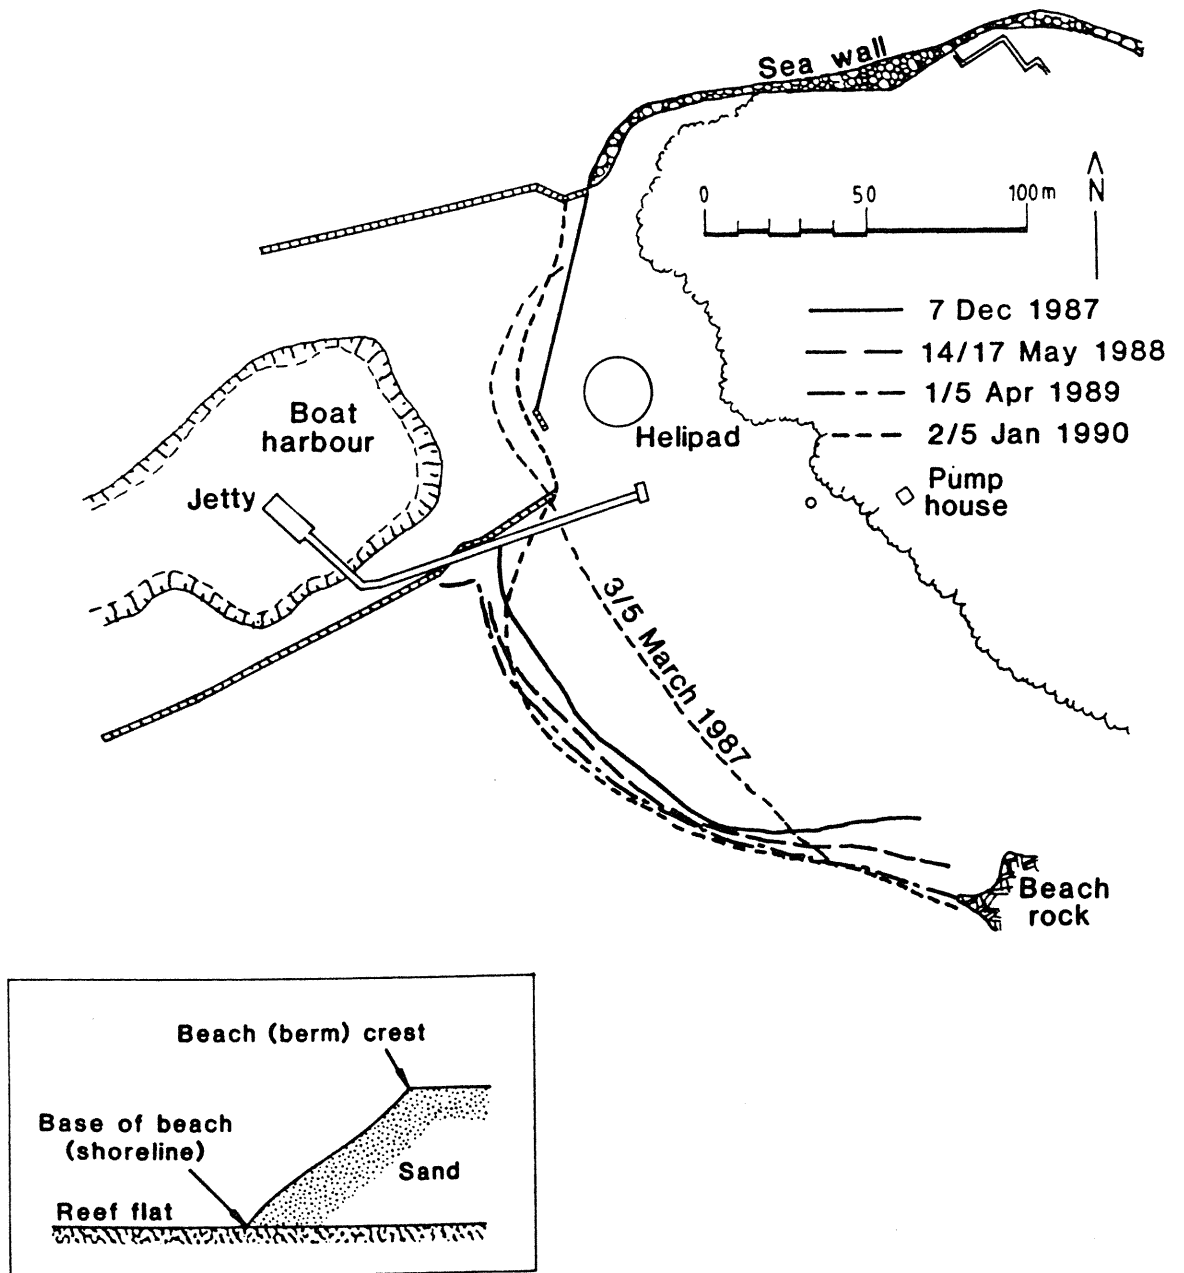 Sea wall
0 50 100m
N
7 Dec 1987
14/17 May 1988
1/5 Apr 1989
2/5 Jan 1990
Boat
harbour
Helipad
Jetty
Pump
house
3/5 March 1987
Beach
rock
Beach (berm) crest
Base of beach
(shoreline)
Sand
Reef flat